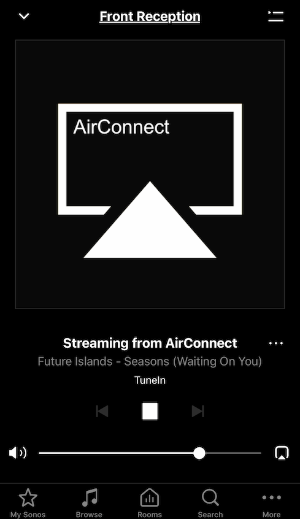 Front Reception
AirConnect
Streaming from AirConnect
Future Islands - Seasons (Waiting On You)
TuneIn
My Sonos
Browse
Rooms
Search
More